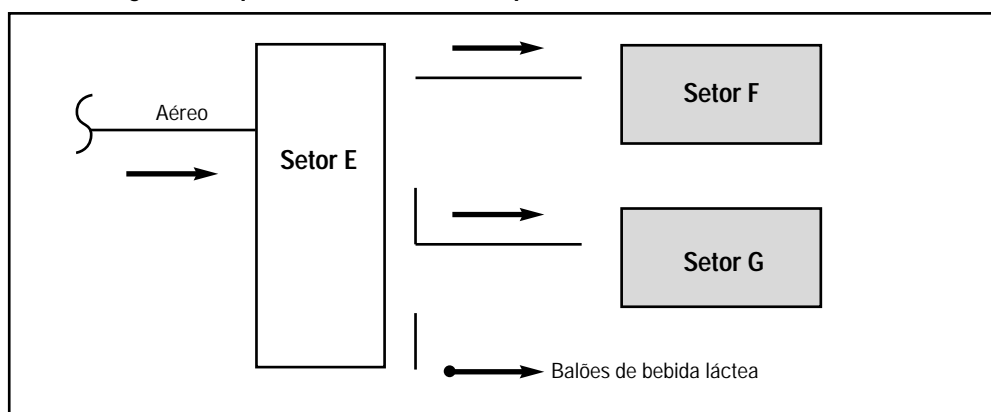 Setor F
Aéreo
Setor E
Setor G
Balões de bebida láctea